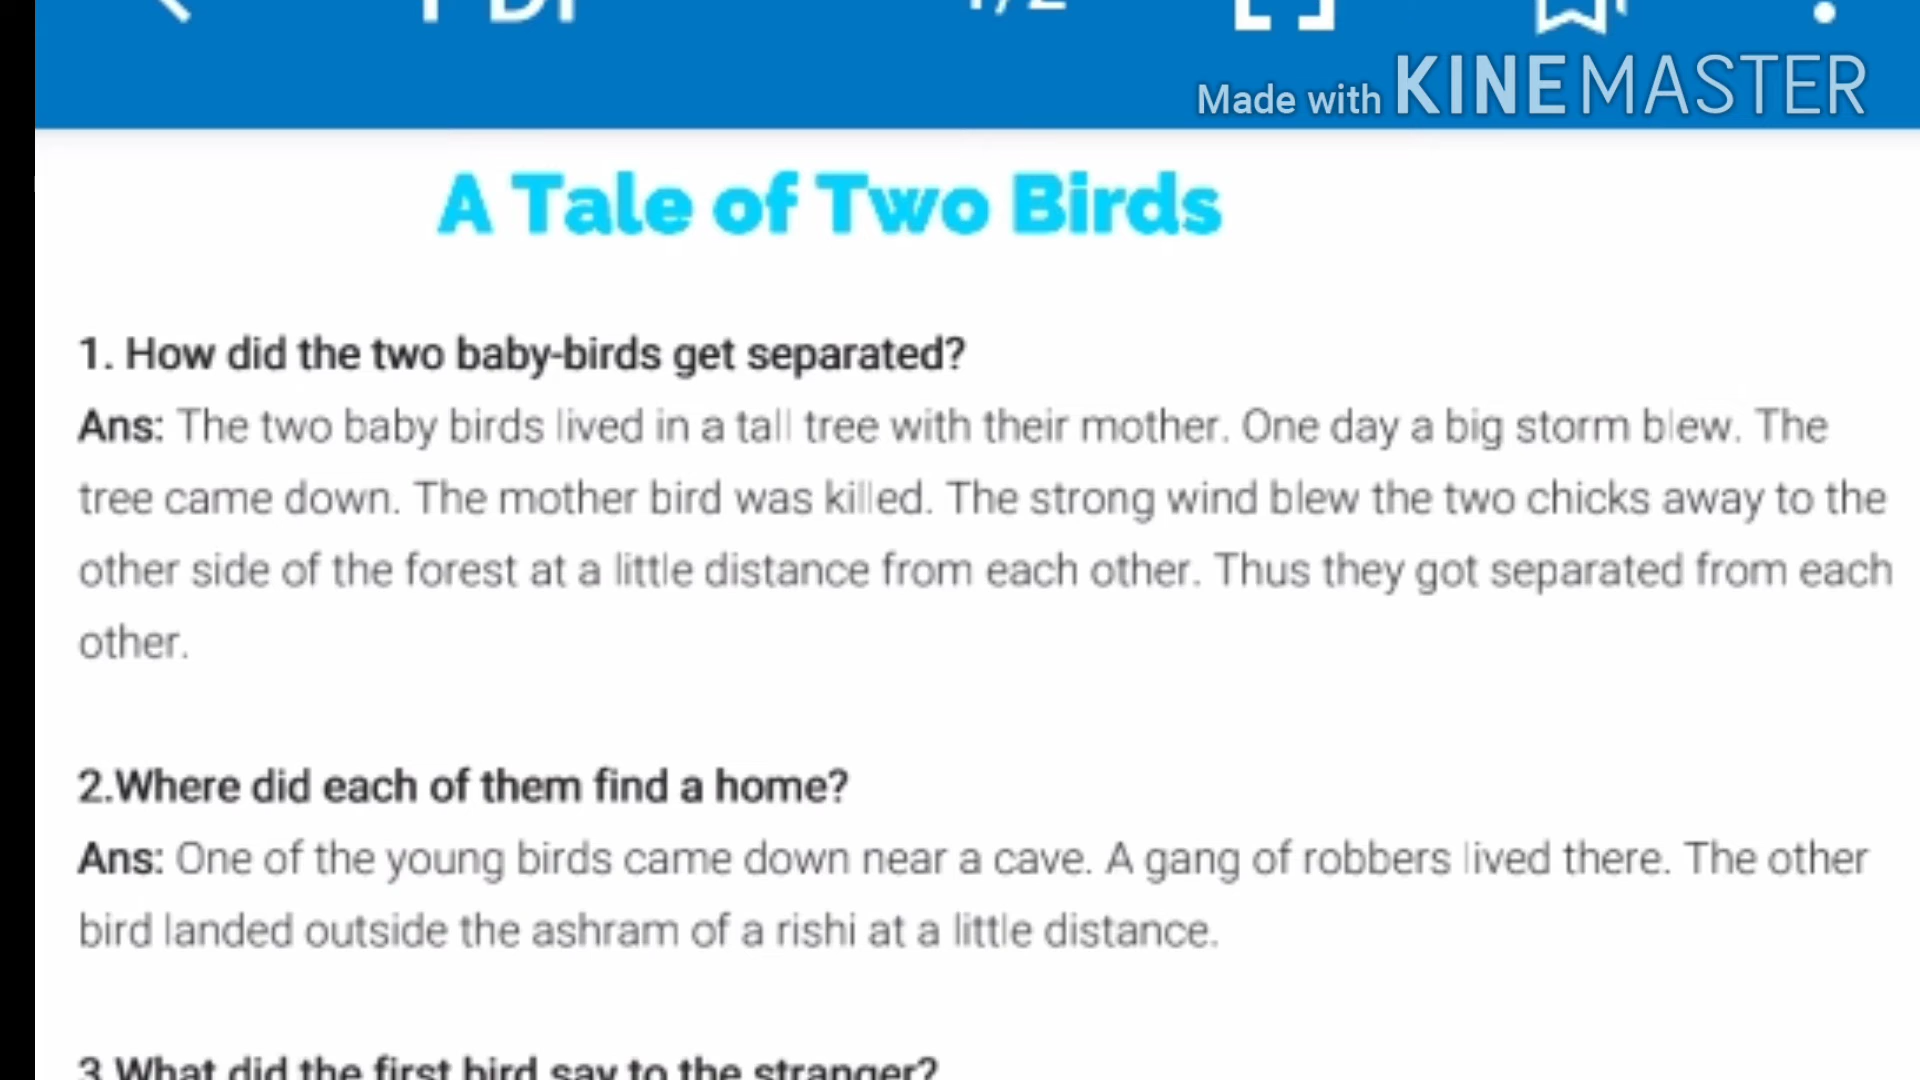 PDF 1/2
Made with KINEMASTER
A Tale of Two Birds
1. How did the two baby-birds get separated?
Ans: The two baby birds lived in a tall tree with their mother. One day a big storm blew. The
tree came down. The mother bird was killed. The strong wind blew the two chicks away to the
other side of the forest at a little distance from each other. Thus they got separated from each
other.
2.Where did each of them find a home?
Ans: One of the young birds came down near a cave. A gang of robbers lived there. The other
bird landed outside the ashram of a rishi at a little distance.
3.What did the first bird say to the stranger?